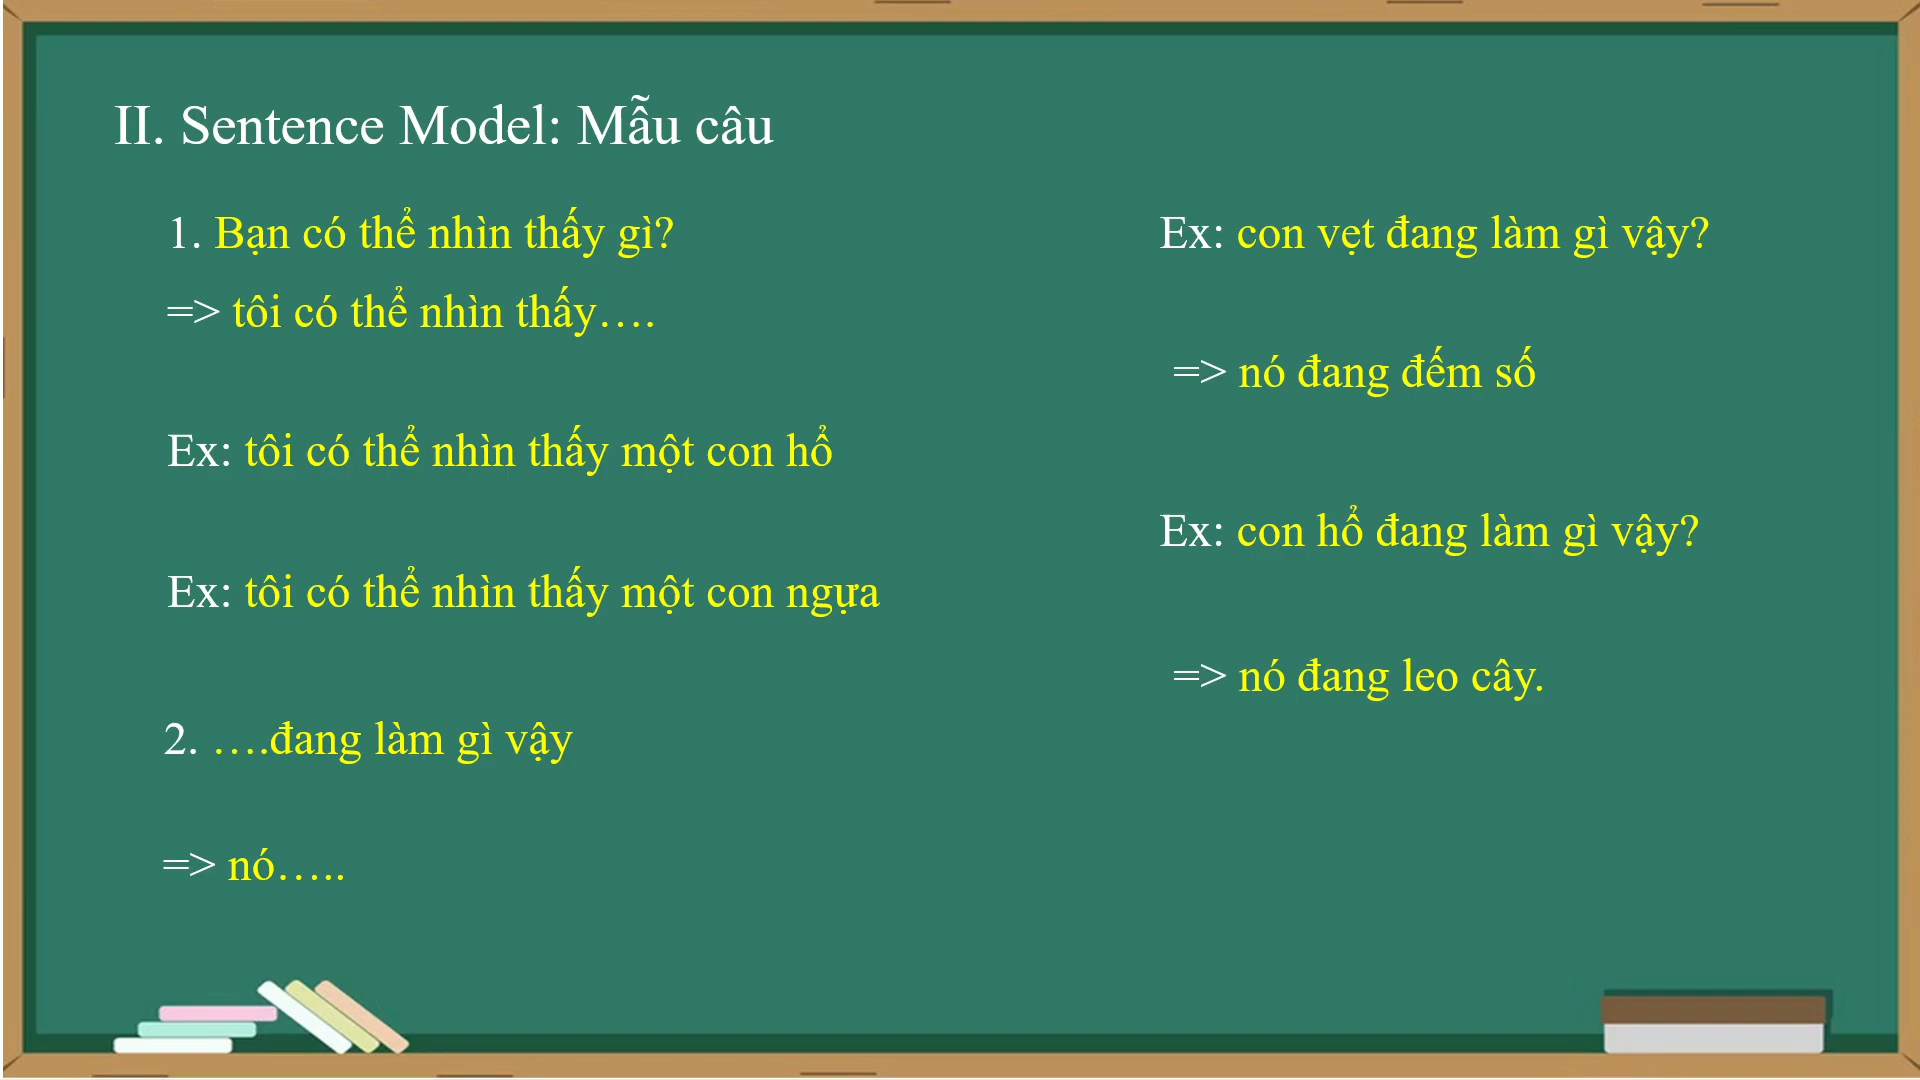 II. Sentence Model: Mẫu câu
1. Bạn có thể nhìn thấy gì?
=> tôi có thể nhìn thấy….
Ex: tôi có thể nhìn thấy một con hổ
Ex: tôi có thể nhìn thấy một con ngựa
2. ….đang làm gì vậy
=> nó…..
Ex: con vẹt đang làm gì vậy?
=> nó đang đếm số
Ex: con hổ đang làm gì vậy?
=> nó đang leo cây.